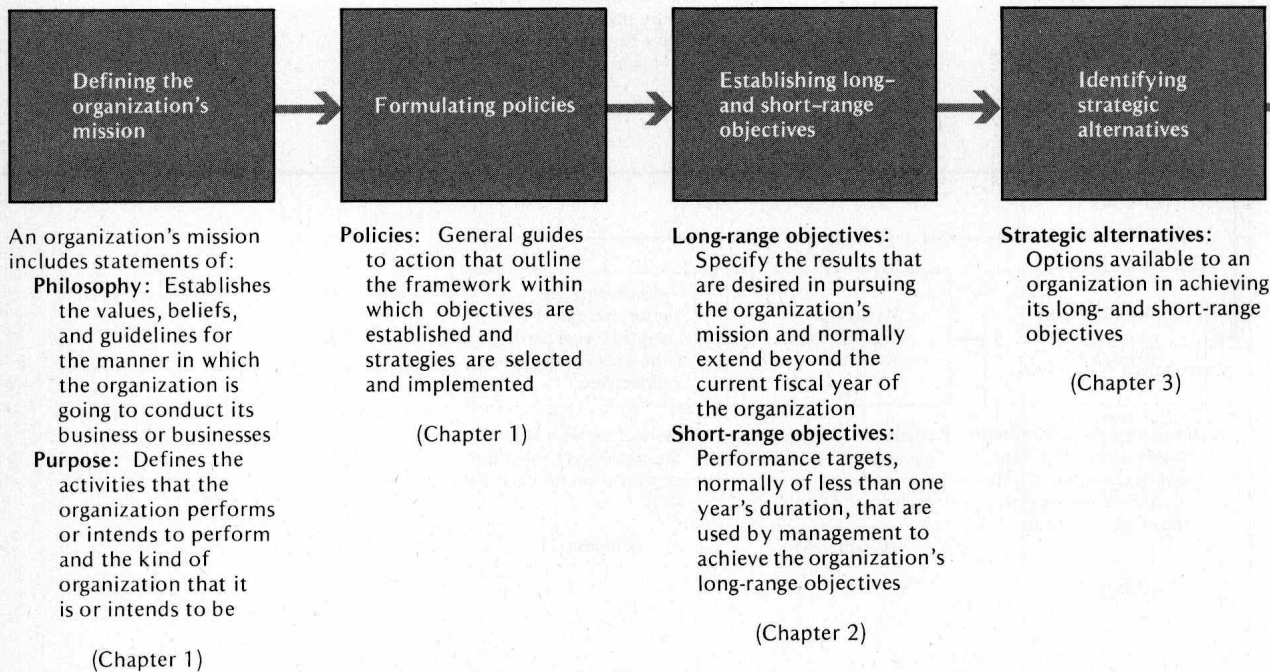 Defining the
organization's
mission
Formulating policies
Establishing long–
and short–range
objectives
Identifying
strategic
alternatives
An organization's mission
includes statements of:
Philosophy: Establishes
the values, beliefs,
and guidelines for
the manner in which
the organization is
going to conduct its
business or businesses
Purpose: Defines the
activities that the
organization performs
or intends to perform
and the kind of
organization that it
is or intends to be
(Chapter 1)
Policies: General guides
to action that outline
the framework within
which objectives are
established and
strategies are selected
and implemented
(Chapter 1)
Long-range objectives:
Specify the results that
are desired in pursuing
the organization's
mission and normally
extend beyond the
current fiscal year of
the organization
Short-range objectives:
Performance targets,
normally of less than one
year's duration, that are
used by management to
achieve the organization's
long-range objectives
(Chapter 2)
Strategic alternatives:
Options available to an
organization in achieving
its long- and short-range
objectives
(Chapter 3)